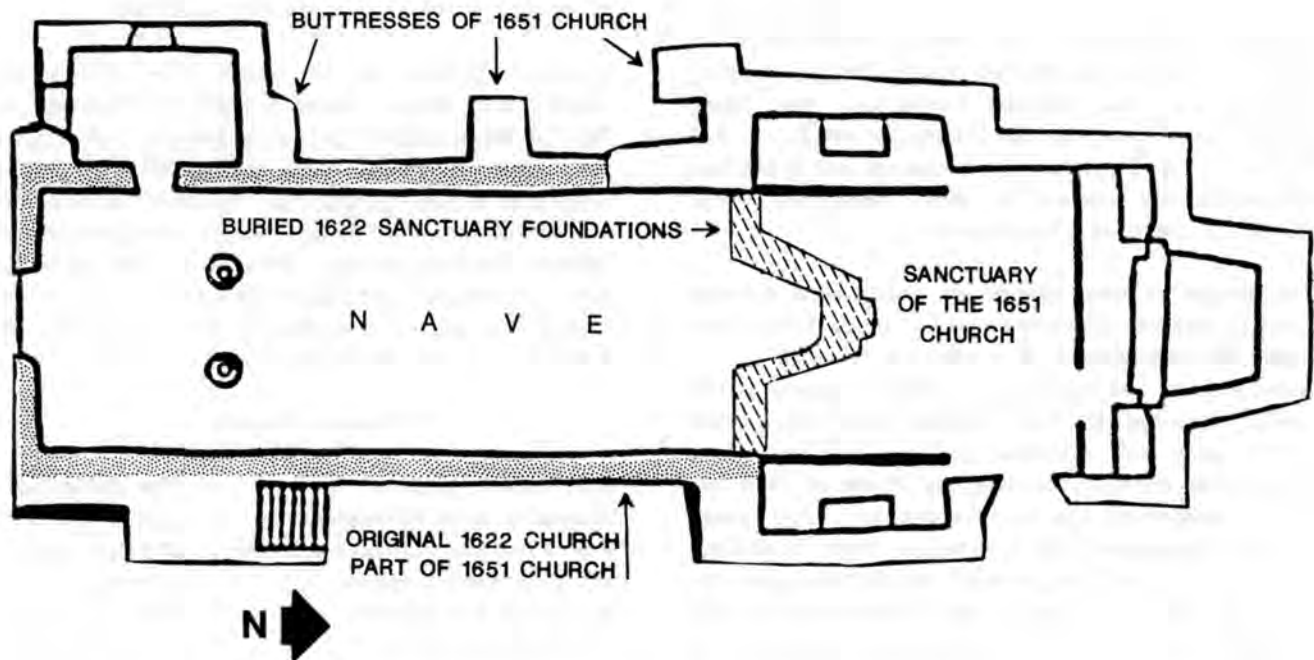 BUTTRESSES OF 1651 CHURCH
BURIED 1622 SANCTUARY FOUNDATIONS →
SANCTUARY
OF THE 1651
CHURCH
N A V E
ORIGINAL 1622 CHURCH
PART OF 1651 CHURCH
N